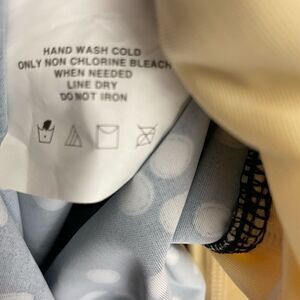 HAND WASH COLD
ONLY NON CHLORINE BLEACH
WHEN NEEDED
LINE DRY
DO NOT IRON